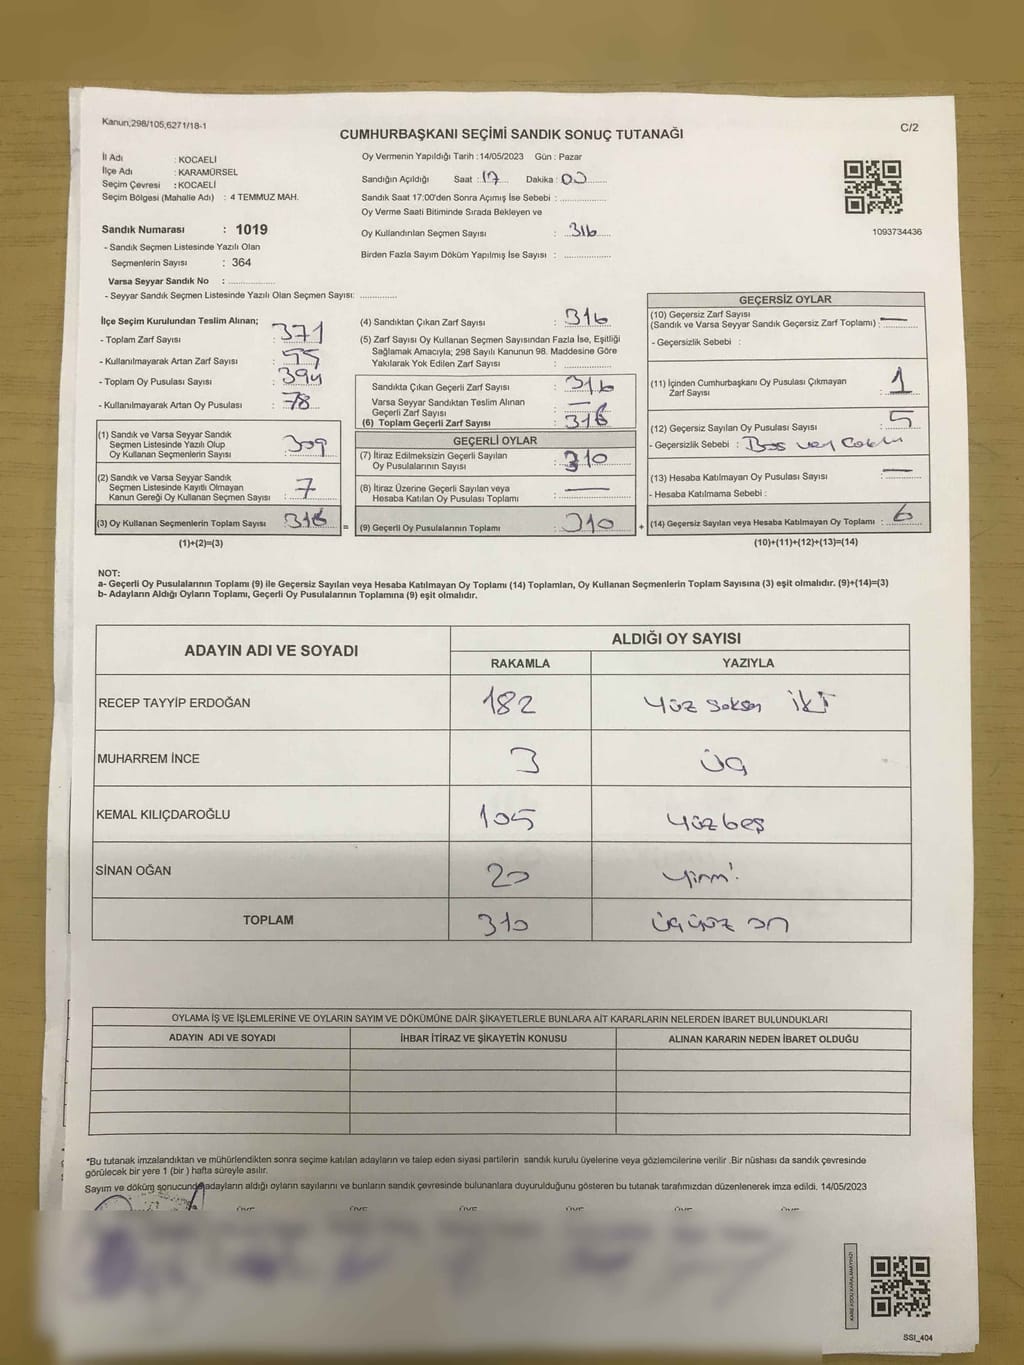 Kanun,298/105,6271/18-1
C/2
CUMHURBAŞKANI SEÇİMİ SANDIK SONUÇ TUTANAĞI
İl Adı : KOCAELİ
İlçe Adı : KARAMÜRSEL
Seçim Çevresi : KOCAELİ
Seçim Bölgesi (Mahalle Adı) : 4 TEMMUZ MAH.
Sandık Numarası : 1019
- Sandık Seçmen Listesinde Yazılı Olan
Seçmenlerin Sayısı : 364
Varsa Seyyar Sandık No : ..................
- Seyyar Sandık Seçmen Listesinde Yazılı Olan Seçmen Sayısı: ..............
Oy Vermenin Yapıldığı Tarih : 14/05/2023 Gün : Pazar
Sandığın Açıldığı Saat : 17 Dakika : 00
Sandık Saat 17:00'den Sonra Açımış İse Sebebi : ..................
Oy Verme Saati Bitiminde Sırada Bekleyen ve
Oy Kullandırılan Seçmen Sayısı : 316
Birden Fazla Sayım Döküm Yapılmış İse Sayısı : ..................
1093734436
İlçe Seçim Kurulundan Teslim Alınan;
- Toplam Zarf Sayısı : 371
- Kullanılmayarak Artan Zarf Sayısı : 55
- Toplam Oy Pusulası Sayısı : 394
- Kullanılmayarak Artan Oy Pusulası : 78
(1) Sandık ve Varsa Seyyar Sandık
Seçmen Listesinde Yazılı Olup
Oy Kullanan Seçmenlerin Sayısı : 309
(2) Sandık ve Varsa Seyyar Sandık
Seçmen Listesinde Kayıtlı Olmayan
Kanun Gereği Oy Kullanan Seçmen Sayısı : 7
(3) Oy Kullanan Seçmenlerin Toplam Sayısı : 316
(1)+(2)=(3)
=
(4) Sandıktan Çıkan Zarf Sayısı : 316
(5) Zarf Sayısı Oy Kullanan Seçmen Sayısından Fazla İse, Eşitliği
Sağlamak Amacıyla; 298 Sayılı Kanunun 98. Maddesine Göre
Yakılarak Yok Edilen Zarf Sayısı : ..................
Sandıkta Çıkan Geçerli Zarf Sayısı : 316
Varsa Seyyar Sandıktan Teslim Alınan
Geçerli Zarf Sayısı : —
(6) Toplam Geçerli Zarf Sayısı : 316
GEÇERLİ OYLAR
(7) İtiraz Edilmeksizin Geçerli Sayılan
Oy Pusulalarının Sayısı : 310
(8) İtiraz Üzerine Geçerli Sayılan veya
Hesaba Katılan Oy Pusulası Toplamı : —
(9) Geçerli Oy Pusulalarının Toplamı : 310
+
GEÇERSİZ OYLAR
(10) Geçersiz Zarf Sayısı
(Sandık ve Varsa Seyyar Sandık Geçersiz Zarf Toplamı) : —
- Geçersizlik Sebebi :
(11) İçinden Cumhurbaşkanı Oy Pusulası Çıkmayan
Zarf Sayısı : 1
(12) Geçersiz Sayılan Oy Pusulası Sayısı : 5
- Geçersizlik Sebebi :
(13) Hesaba Katılmayan Oy Pusulası Sayısı : —
- Hesaba Katılmama Sebebi :
(14) Geçersiz Sayılan veya Hesaba Katılmayan Oy Toplamı : 6
(10)+(11)+(12)+(13)=(14)
NOT:
a- Geçerli Oy Pusulalarının Toplamı (9) ile Geçersiz Sayılan veya Hesaba Katılmayan Oy Toplamı (14) Toplamları, Oy Kullanan Seçmenlerin Toplam Sayısına (3) eşit olmalıdır. (9)+(14)=(3)
b- Adayların Aldığı Oyların Toplamı, Geçerli Oy Pusulalarının Toplamına (9) eşit olmalıdır.
ADAYIN ADI VE SOYADI
ALDIĞI OY SAYISI
RAKAMLA YAZIYLA
RECEP TAYYİP ERDOĞAN 182 Yüz seksen iki
MUHARREM İNCE 3 üç
KEMAL KILIÇDAROĞLU 105 Yüzbeş
SİNAN OĞAN 20 Yirmi
TOPLAM 310 üçyüz on
OYLAMA İŞ VE İŞLEMLERİNE VE OYLARIN SAYIM VE DÖKÜMÜNE DAİR ŞİKAYETLERLE BUNLARA AİT KARARLARIN NELERDEN İBARET BULUNDUKLARI
ADAYIN ADI VE SOYADI İHBAR İTİRAZ VE ŞİKAYETİN KONUSU ALINAN KARARIN NEDEN İBARET OLDUĞU
*Bu tutanak imzalandıktan ve mühürlendikten sonra seçime katılan adayların ve talep eden siyasi partilerin sandık kurulu üyelerine veya gözlemcilerine verilir .Bir nüshası da sandık çevresinde
görülecek bir yere 1 (bir ) hafta süreyle asılır.
Sayım ve döküm sonucunda adayların aldığı oyların sayılarını ve bunların sandık çevresinde bulunanlara duyurulduğunu gösteren bu tutanak tarafımızdan düzenlenerek imza edildi. 14/05/2023
KARE KODU KARALAMAYINIZ!
SSI_404